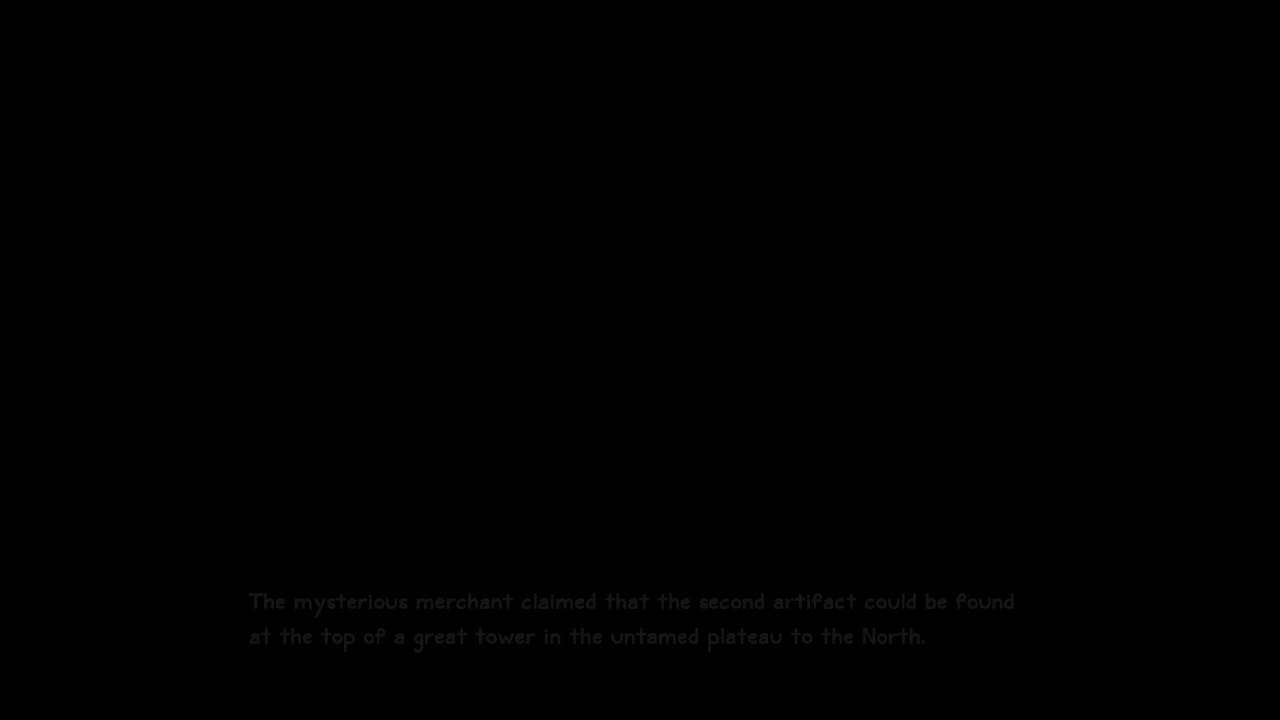 The mysterious merchant claimed that the second artifact could be found
at the top of a great tower in the untamed plateau to the North.